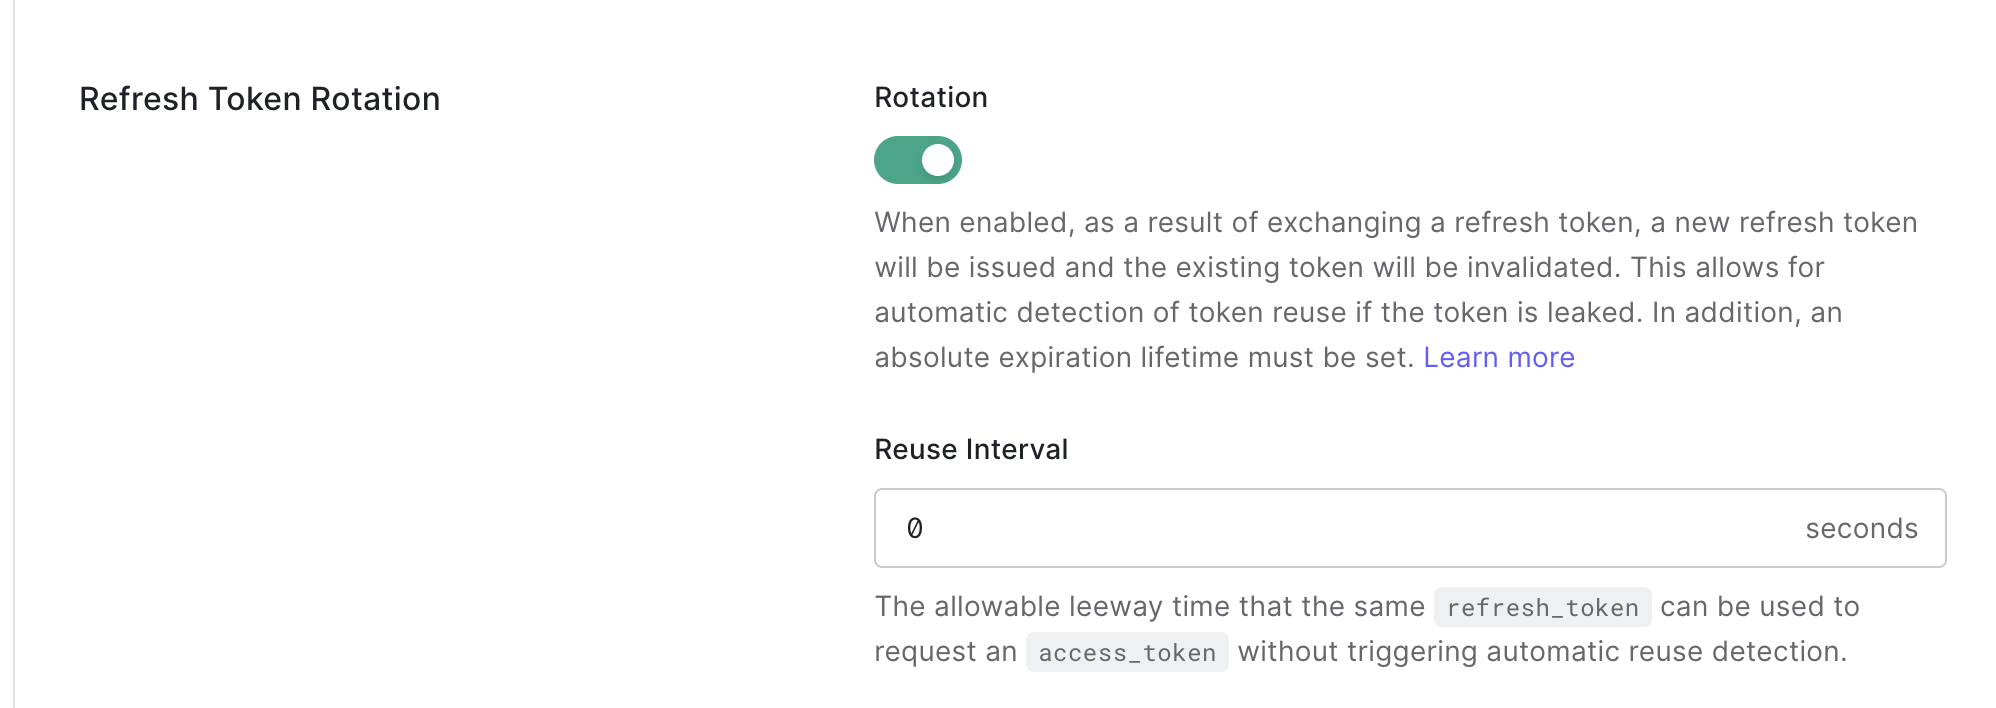 Refresh Token Rotation
Rotation
When enabled, as a result of exchanging a refresh token, a new refresh token
will be issued and the existing token will be invalidated. This allows for
automatic detection of token reuse if the token is leaked. In addition, an
absolute expiration lifetime must be set. Learn more
Reuse Interval
0 seconds
The allowable leeway time that the same refresh_token can be used to
request an access_token without triggering automatic reuse detection.